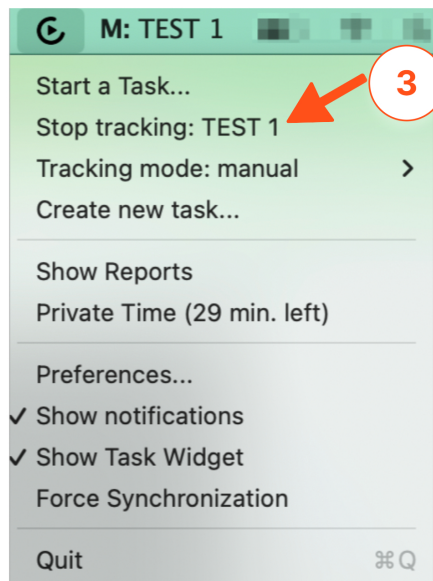 M: TEST 1
Start a Task...
3
Stop tracking: TEST 1
Tracking mode: manual
Create new task...
Show Reports
Private Time (29 min. left)
Preferences...
✓ Show notifications
✓ Show Task Widget
Force Synchronization
Quit ⌘Q